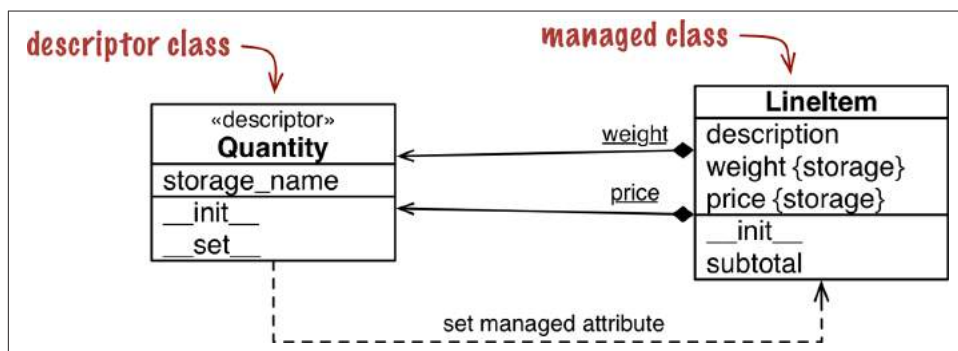 descriptor class
managed class
«descriptor»
Quantity
storage_name
__init__
__set__
weight
price
LineItem
description
weight {storage}
price {storage}
__init__
subtotal
set managed attribute